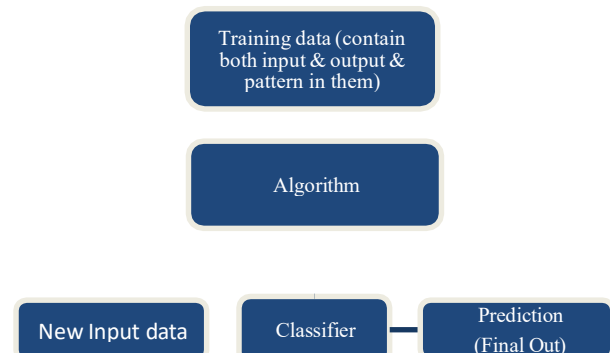 Training data (contain
both input & output &
pattern in them)
Algorithm
New Input data
Classifier
Prediction
(Final Out)